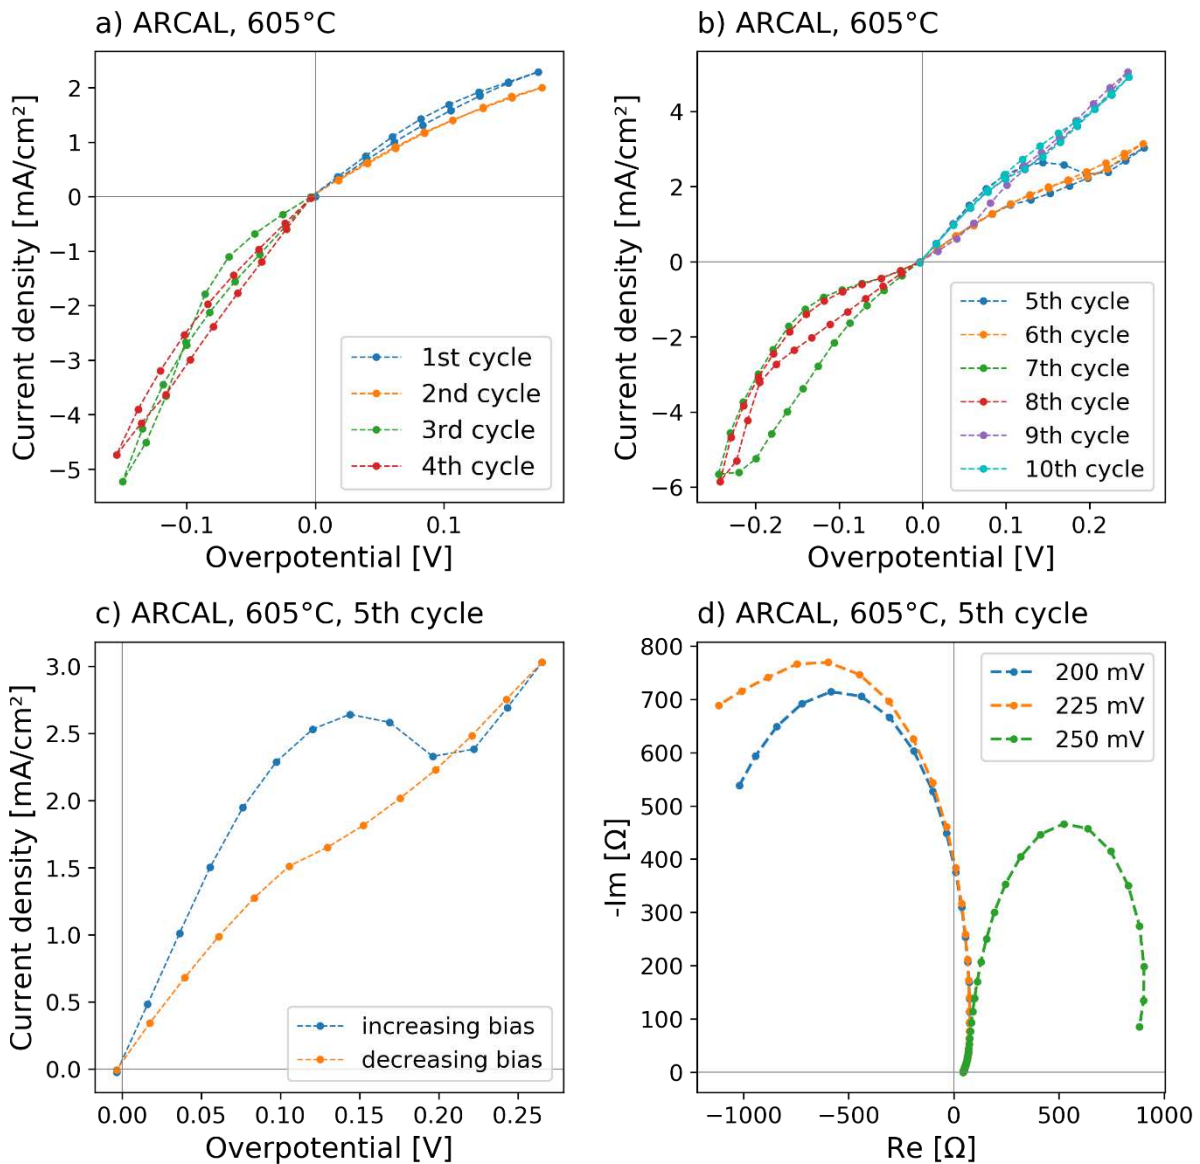 a) ARCAL, 605°C
Current density [mA/cm²]
2
1
0
−1
−2
−3
−4
−5
−0.1
0.0
0.1
Overpotential [V]
1st cycle
2nd cycle
3rd cycle
4th cycle
b) ARCAL, 605°C
Current density [mA/cm²]
4
2
0
−2
−4
−6
−0.2
−0.1
0.0
0.1
0.2
Overpotential [V]
5th cycle
6th cycle
7th cycle
8th cycle
9th cycle
10th cycle
c) ARCAL, 605°C, 5th cycle
Current density [mA/cm²]
3.0
2.5
2.0
1.5
1.0
0.5
0.0
0.00
0.05
0.10
0.15
0.20
0.25
Overpotential [V]
increasing bias
decreasing bias
d) ARCAL, 605°C, 5th cycle
-Im [Ω]
800
700
600
500
400
300
200
100
0
−1000
−500
0
500
1000
Re [Ω]
200 mV
225 mV
250 mV